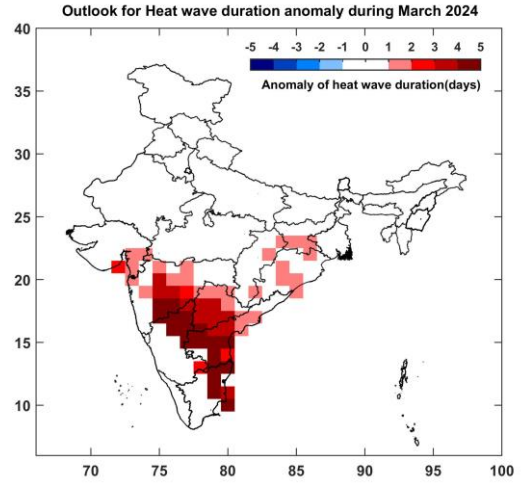 Outlook for Heat wave duration anomaly during March 2024
40
-5 -4 -3 -2 -1 0 1 2 3 4 5
Anomaly of heat wave duration(days)
35
30
25
20
15
10
70 75 80 85 90 95 100